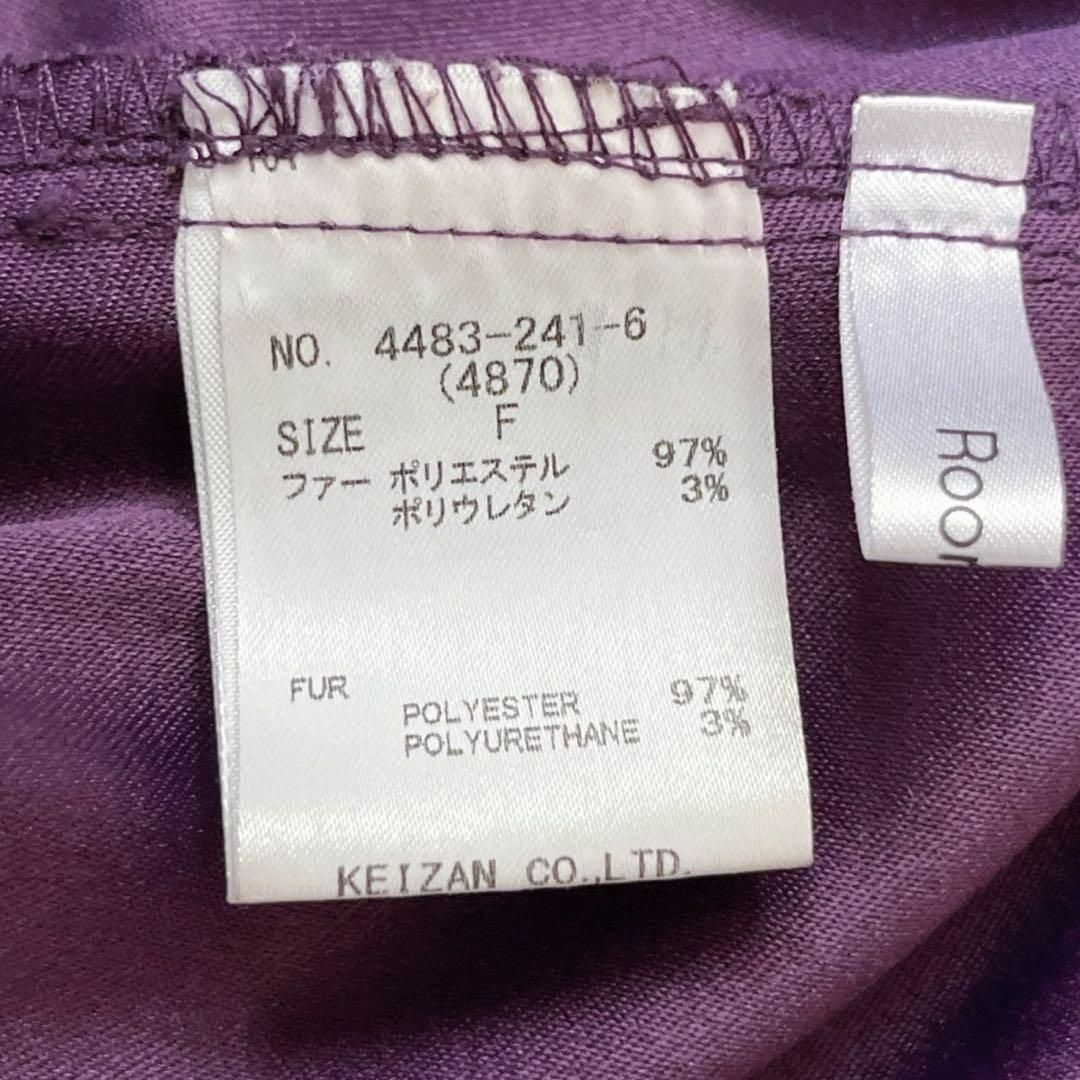 NO. 4483-241-6
(4870)
SIZE F
ファー ポリエステル 97%
ポリウレタン 3%
FUR
POLYESTER 97%
POLYURETHANE 3%
KEIZAN CO.,LTD.